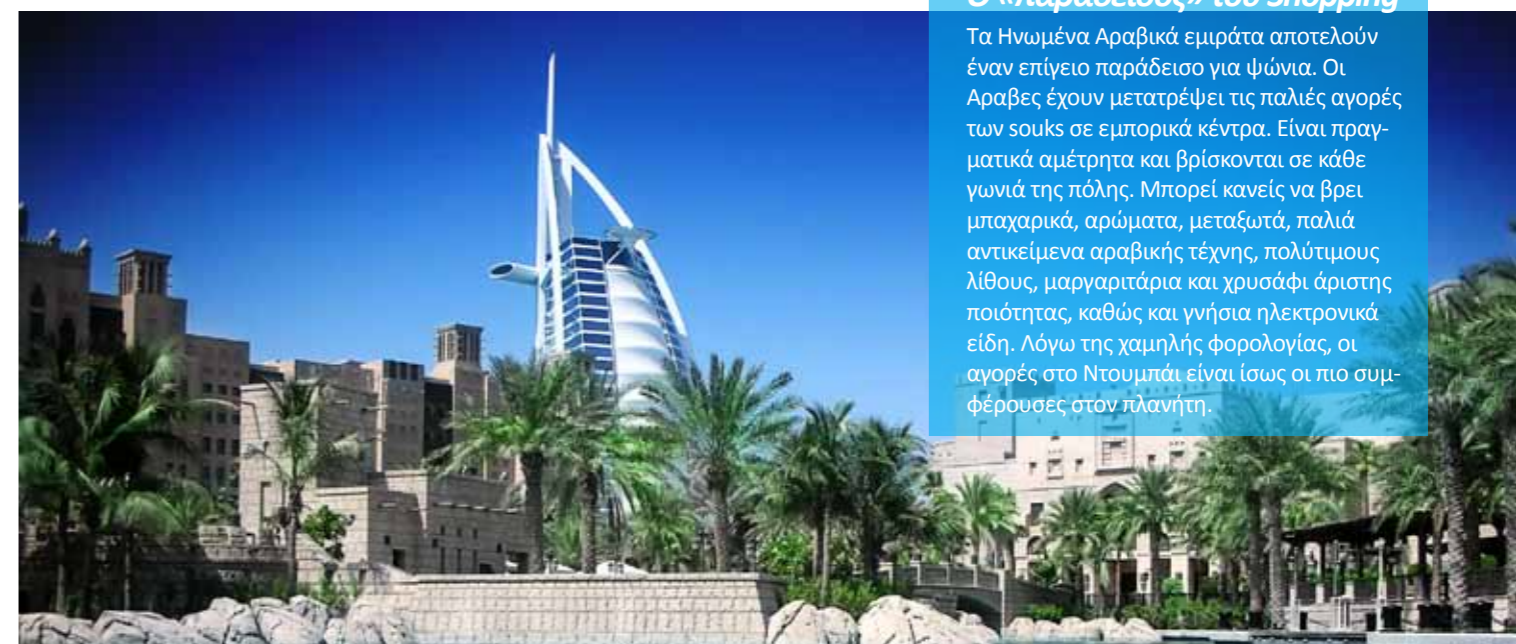 Ο «παράδεισος» του Shopping
Τα Ηνωμένα Αραβικά εμιράτα αποτελούν
έναν επίγειο παράδεισο για ψώνια. Οι
Αραβες έχουν μετατρέψει τις παλιές αγορές
των souks σε εμπορικά κέντρα. Είναι πραγ-
ματικά αμέτρητα και βρίσκονται σε κάθε
γωνιά της πόλης. Μπορεί κανείς να βρει
μπαχαρικά, αρώματα, μεταξωτά, παλιά
αντικείμενα αραβικής τέχνης, πολύτιμους
λίθους, μαργαριτάρια και χρυσάφι άριστης
ποιότητας, καθώς και γνήσια ηλεκτρονικά
είδη. Λόγω της χαμηλής φορολογίας, οι
αγορές στο Ντουμπάι είναι ίσως οι πιο συμ-
φέρουσες στον πλανήτη.